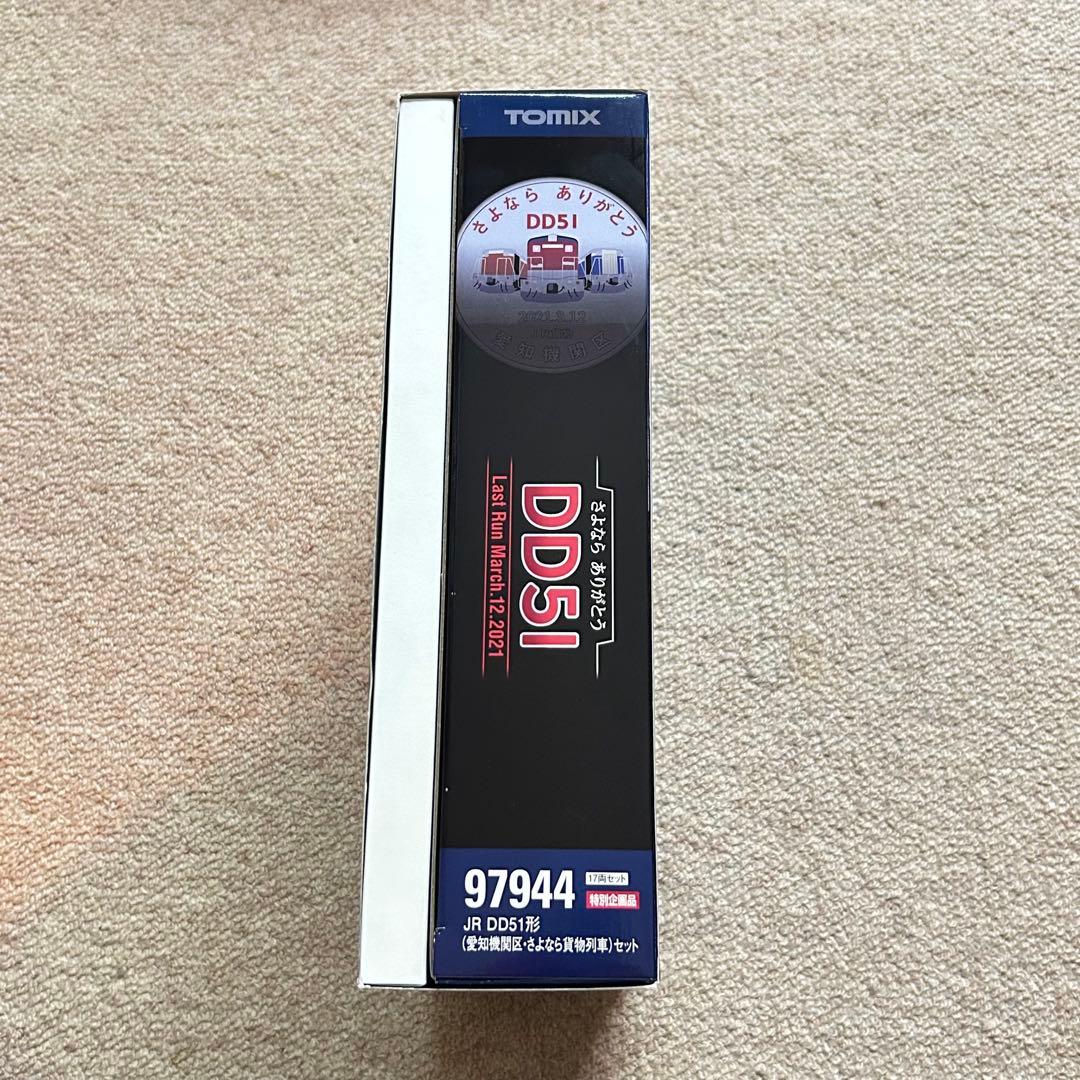 TOMIX
さよなら ありがとう
DD51
2021.3.12
愛知機関区
さよなら ありがとう
DD51
Last Run March.12.2021
97944
17両セット
特別企画品
JR DD51形
(愛知機関区・さよなら貨物列車)セット